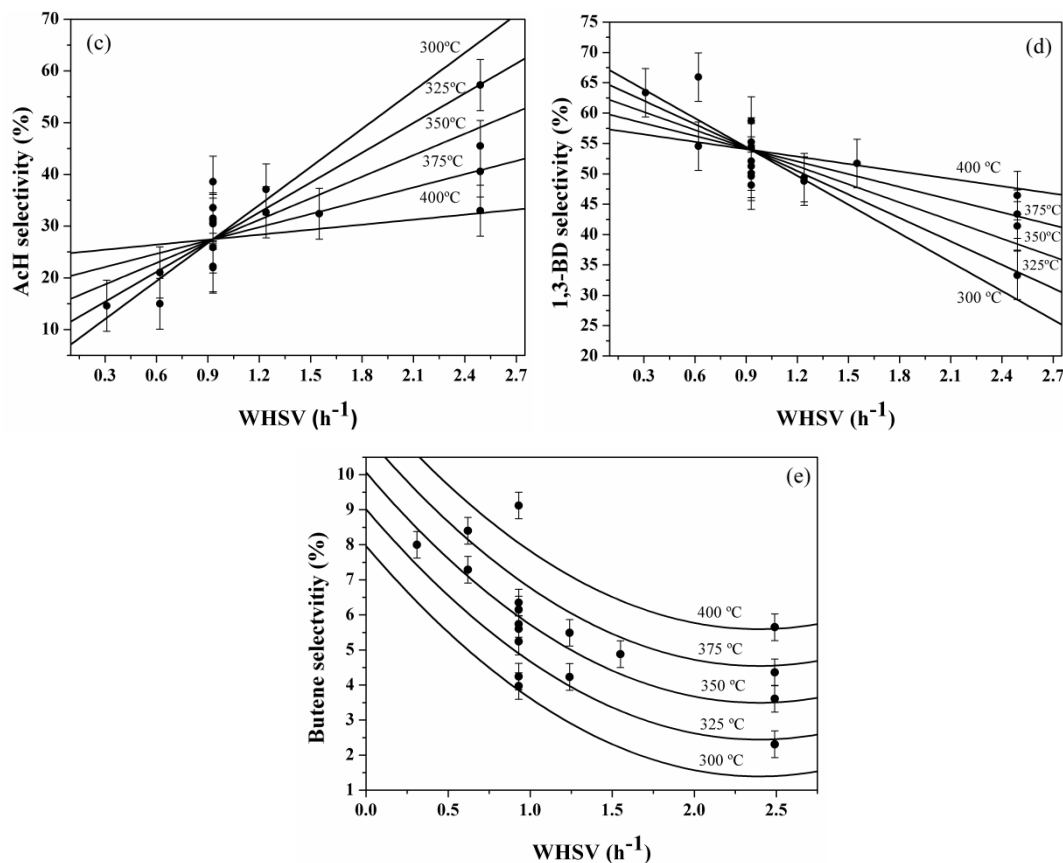 (c)
AcH selectivity (%)
70
60
50
40
30
20
10
300ºC
325ºC
350ºC
375ºC
400ºC
0.3 0.6 0.9 1.2 1.5 1.8 2.1 2.4 2.7
WHSV (h-1)
(d)
1,3-BD selectivity (%)
75
70
65
60
55
50
45
40
35
30
25
20
400 ºC
375ºC
350ºC
325ºC
300 ºC
0.3 0.6 0.9 1.2 1.5 1.8 2.1 2.4 2.7
WHSV (h-1)
(e)
Butene selectvitiy (%)
10
9
8
7
6
5
4
3
2
1
400 ºC
375 ºC
350 ºC
325 ºC
300 ºC
0.0 0.5 1.0 1.5 2.0 2.5
WHSV (h-1)